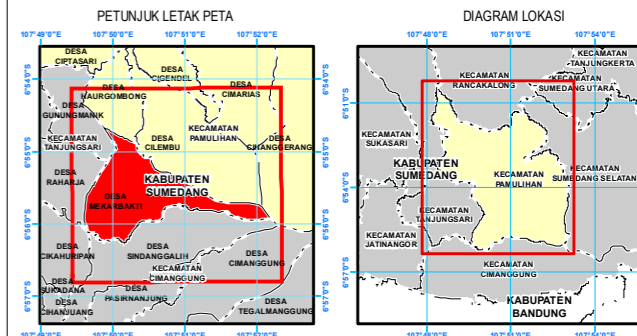 PETUNJUK LETAK PETA
107°49'0"E 107°50'0"E 107°51'0"E 107°52'0"E
DESA
CIPTASARI
DESA
CIGENDEL
DESA
CIMARIAS
DESA
HAURGOMBONG
DESA
GUNUNGMANIK
KECAMATAN
TANJUNGSARI
DESA
CILEMBU
KECAMATAN
PAMULIHAN
DESA
CINANGGERANG
DESA
RAHARJA
KABUPATEN
SUMEDANG
DESA
MEKARBAKTI
DESA
CIKAHURIPAN
DESA
SINDANGGALIH
KECAMATAN
CIMANGGUNG
DESA
CIMANGGUNG
DESA
SUKADANA
DESA
CIHANJUANG
DESA
PASIRNANJUNG
DESA
TEGALMANGGUNG
6°54'0"S
6°55'0"S
6°56'0"S
6°57'0"S
DIAGRAM LOKASI
107°48'0"E 107°51'0"E 107°54'0"E
KECAMATAN
TANJUNGKERTA
KECAMATAN
RANCAKALONG
KECAMATAN
SUMEDANG UTARA
KECAMATAN
SUKASARI
KABUPATEN
SUMEDANG
KECAMATAN
PAMULIHAN
KECAMATAN
SUMEDANG SELATAN
KECAMATAN
TANJUNGSARI
KECAMATAN
JATINANGOR
KECAMATAN
CIMANGGUNG
KABUPATEN
BANDUNG
6°51'0"S
6°54'0"S
6°57'0"S